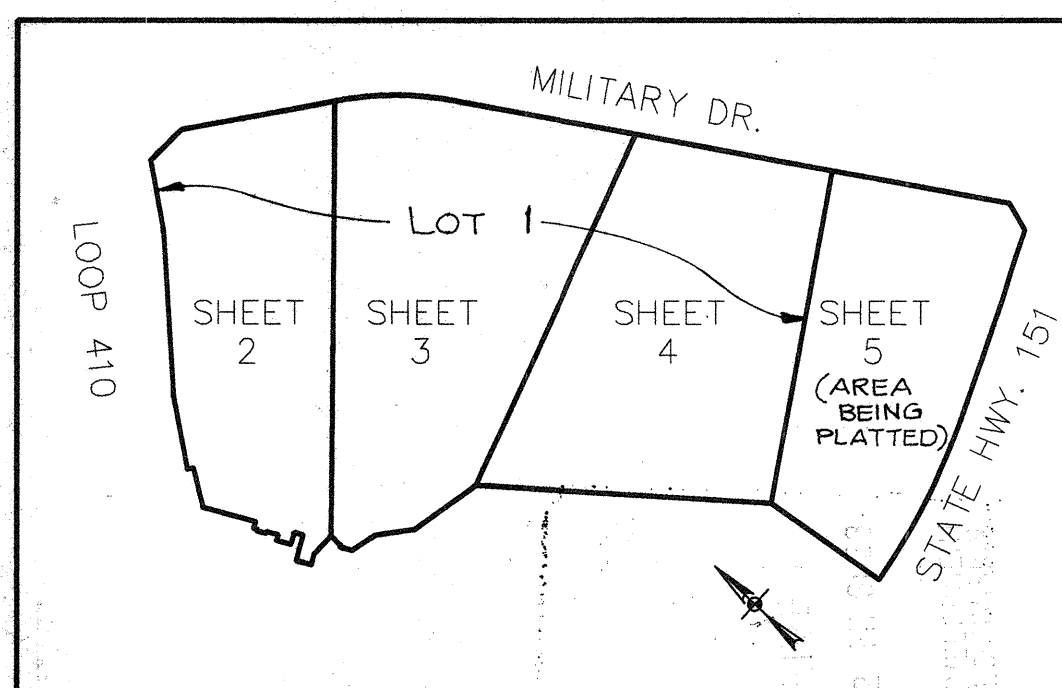 MILITARY DR.
LOT 1
LOOP 410
SHEET
2
SHEET
3
SHEET
4
SHEET
5
(AREA
BEING
PLATTED)
STATE HWY. 151